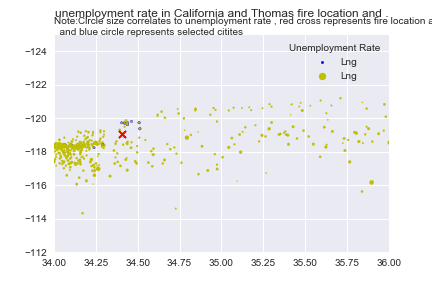 unemployment rate in California and Thomas fire location and .
Note:Circle size correlates to unemployment rate , red cross represents fire location a
and blue circle represents selected citites
Unemployment Rate
Lng
Lng
−124
−122
−120
−118
−116
−114
−112
34.00 34.25 34.50 34.75 35.00 35.25 35.50 35.75 36.00